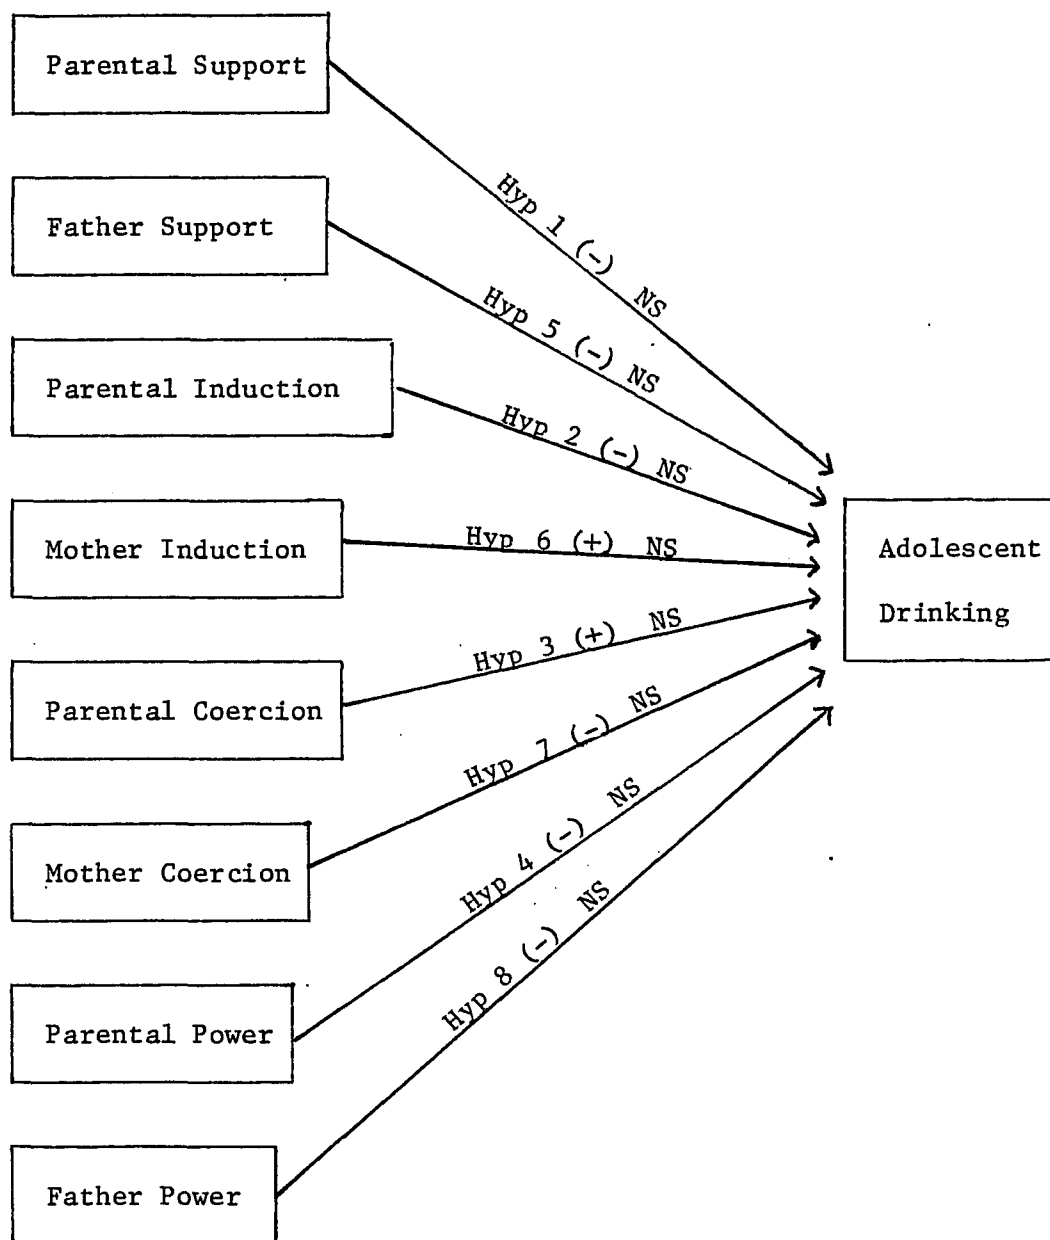 Parental Support
Hyp 1 (-) NS
Father Support
Hyp 5 (-) NS
Parental Induction
Hyp 2 (-) NS
Mother Induction
Hyp 6 (+) NS
Adolescent
Drinking
Hyp 3 (+) NS
Parental Coercion
Hyp 7 (-) NS
Mother Coercion
Hyp 4 (-) NS
Parental Power
Hyp 8 (-) NS
Father Power